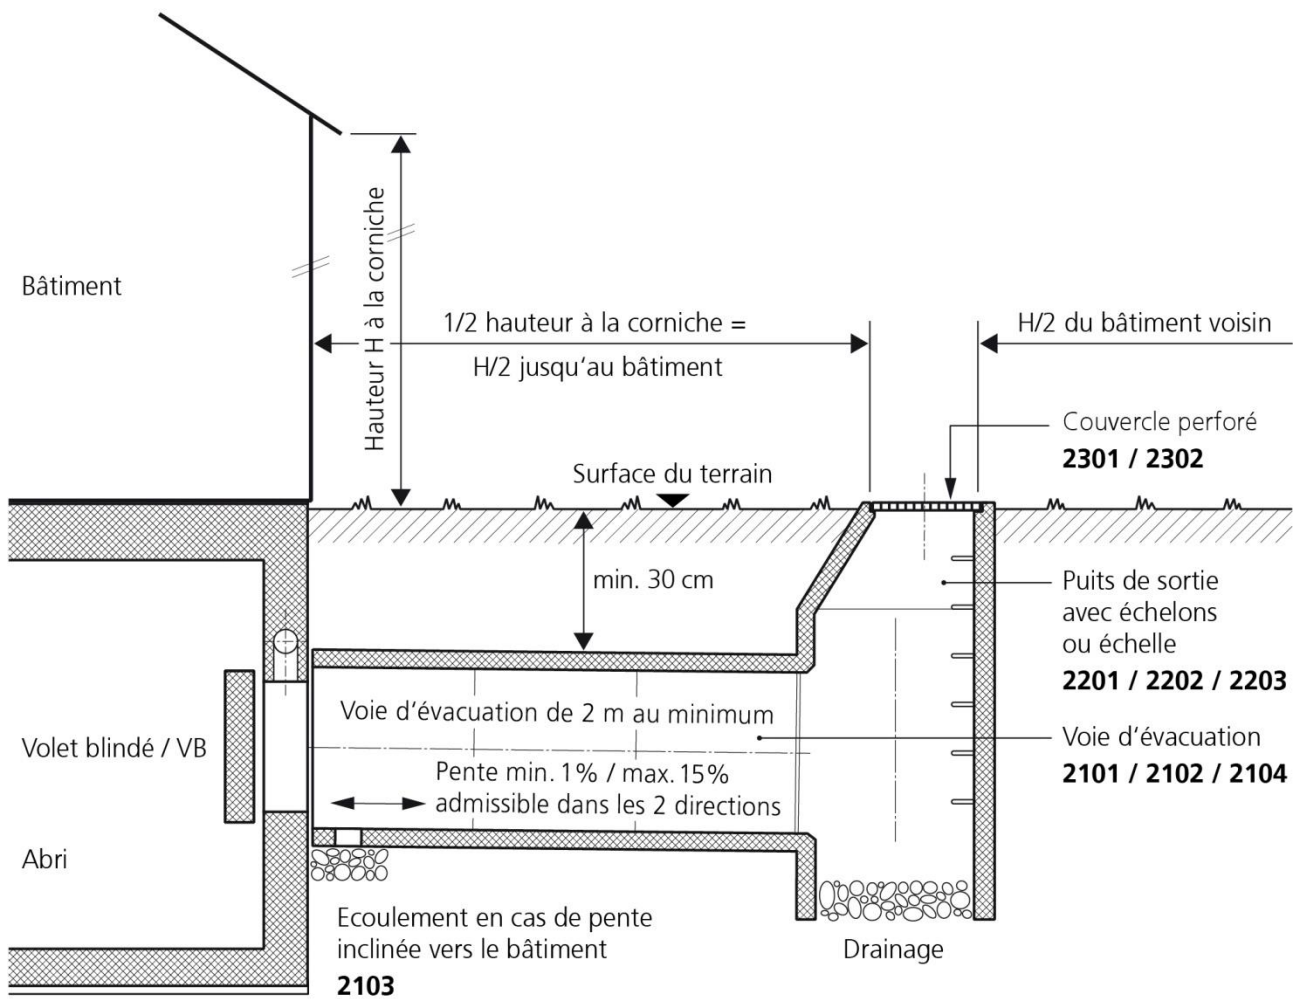 Hauteur H à la corniche
Bâtiment
1/2 hauteur à la corniche =
H/2 jusqu‘au bâtiment
H/2 du bâtiment voisin
Couvercle perforé
2301 / 2302
Surface du terrain
min. 30 cm
Puits de sortie
avec échelons
ou échelle
2201 / 2202 / 2203
Voie d‘évacuation de 2 m au minimum
Volet blindé / VB
Voie d‘évacuation
2101 / 2102 / 2104
Pente min. 1% / max. 15%
admissible dans les 2 directions
Abri
Ecoulement en cas de pente
inclinée vers le bâtiment
2103
Drainage